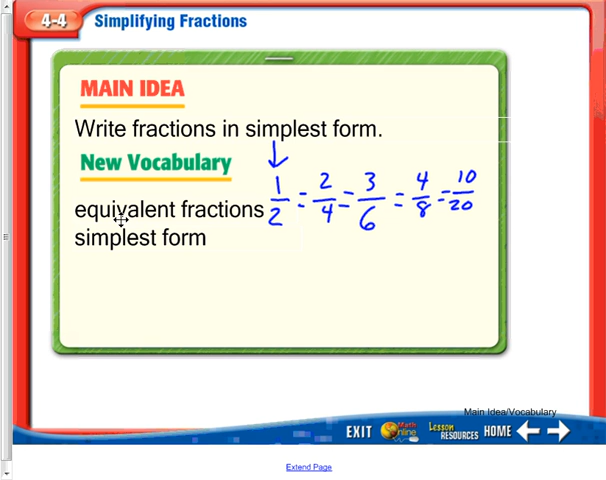 4-4 Simplifying Fractions
MAIN IDEA
Write fractions in simplest form.
New Vocabulary
equivalent fractions
simplest form
1/2 = 2/4 = 3/6 = 4/8 = 10/20
Main Idea/Vocabulary
EXIT Math Online Lesson RESOURCES HOME
Extend Page